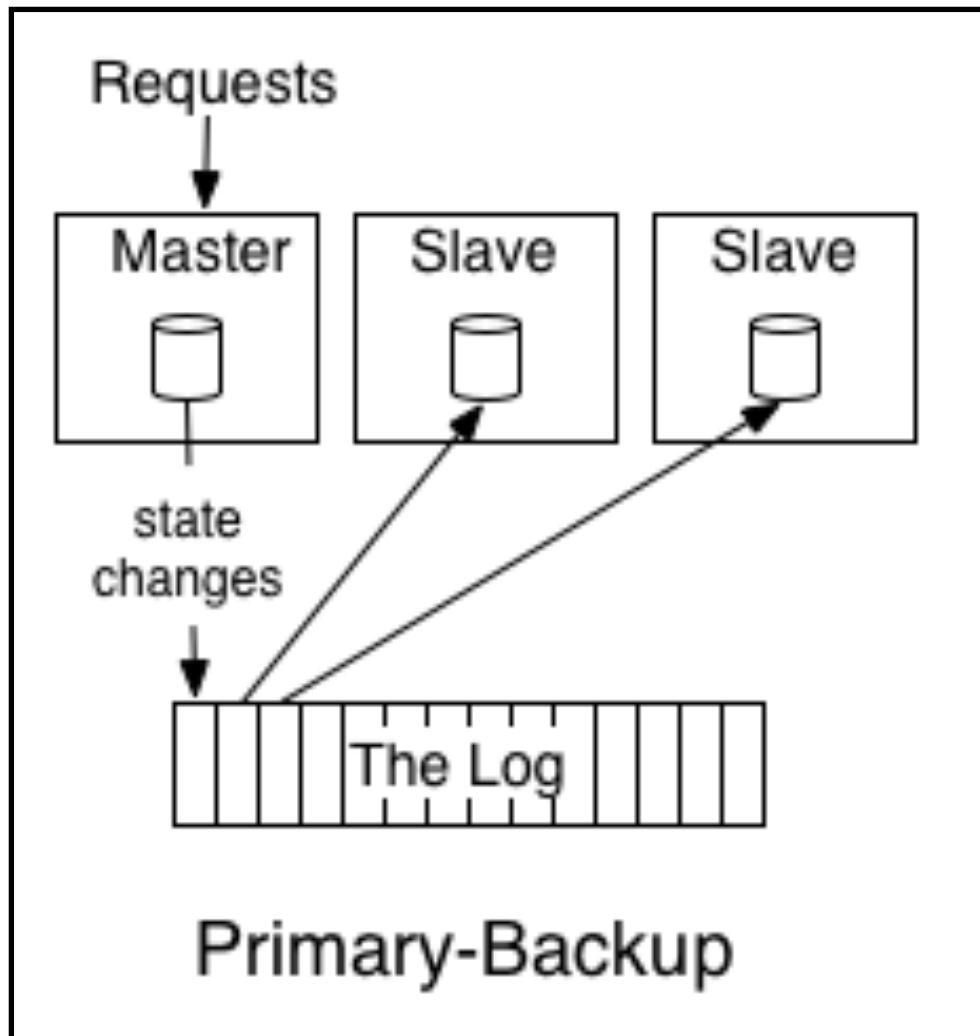 Requests
Master
Slave
Slave
state
changes
The Log
Primary-Backup